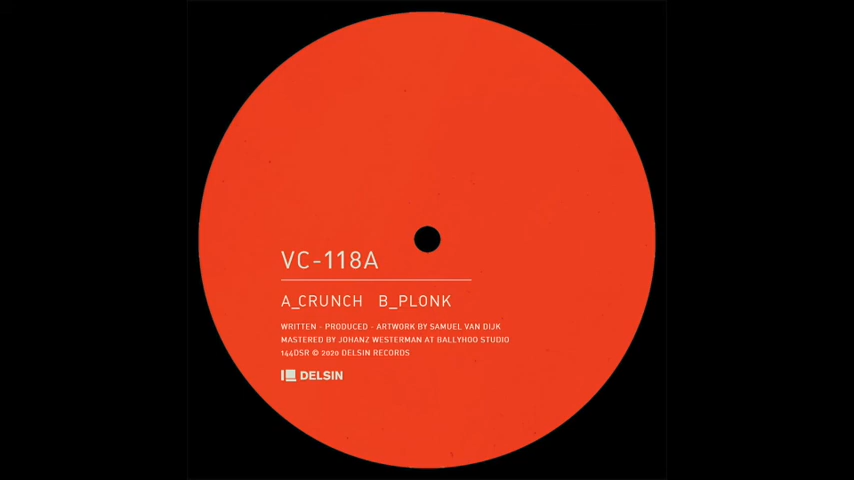 VC-118A
A_CRUNCH B_PLONK
WRITTEN - PRODUCED - ARTWORK BY SAMUEL VAN DIJK
MASTERED BY JOHANZ WESTERMAN AT BALLYHOO STUDIO
144DSR © 2020 DELSIN RECORDS
DELSIN